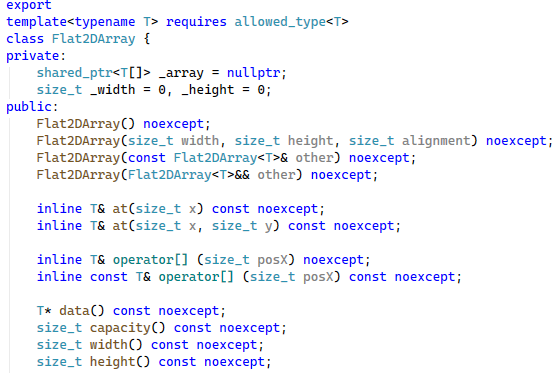 export
template<typename T> requires allowed_type<T>
class Flat2DArray {
private:
    shared_ptr<T[]> _array = nullptr;
    size_t _width = 0, _height = 0;
public:
    Flat2DArray() noexcept;
    Flat2DArray(size_t width, size_t height, size_t alignment) noexcept;
    Flat2DArray(const Flat2DArray<T>& other) noexcept;
    Flat2DArray(Flat2DArray<T>&& other) noexcept;

    inline T& at(size_t x) const noexcept;
    inline T& at(size_t x, size_t y) const noexcept;

    inline T& operator[] (size_t posX) noexcept;
    inline const T& operator[] (size_t posX) const noexcept;

    T* data() const noexcept;
    size_t capacity() const noexcept;
    size_t width() const noexcept;
    size_t height() const noexcept;